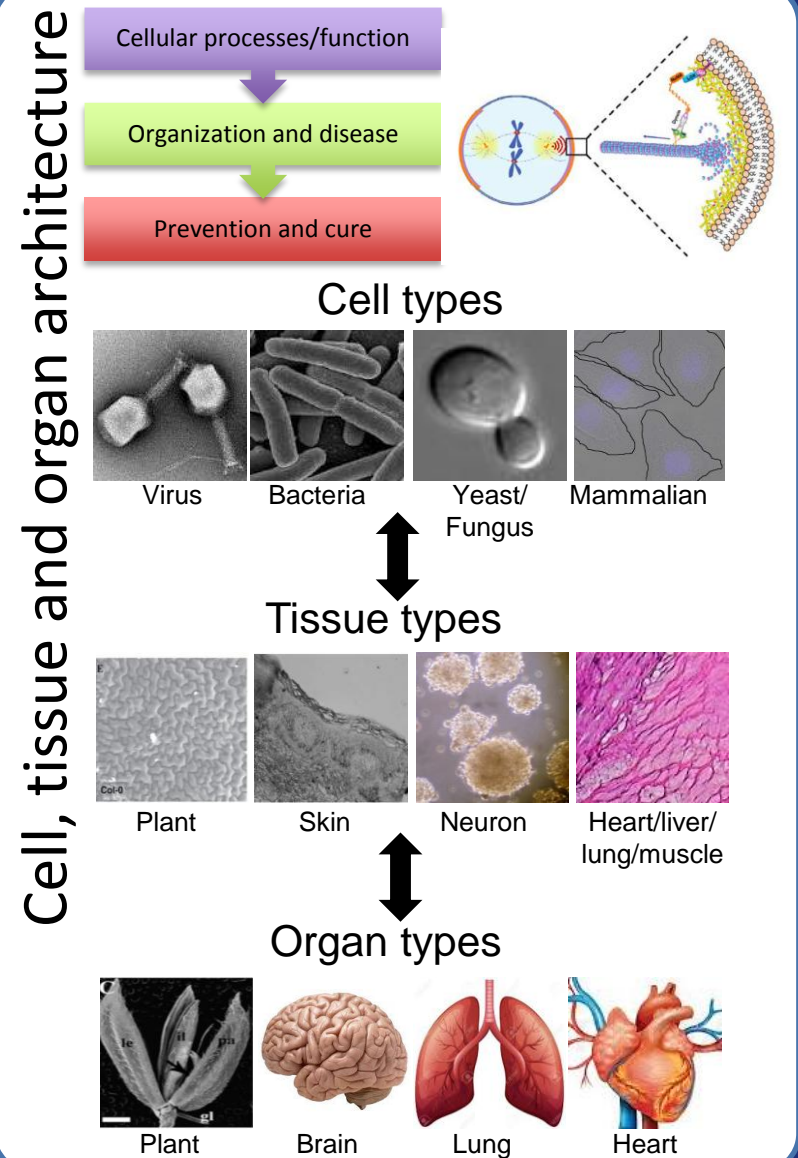 Cell, tissue and organ architecture
Cellular processes/function
Organization and disease
Prevention and cure
Cell types
Virus
Bacteria
Yeast/
Fungus
Mammalian
Tissue types
Col-0
Plant
Skin
Neuron
Heart/liver/
lung/muscle
Organ types
le
il
pa
gl
Plant
Brain
Lung
Heart